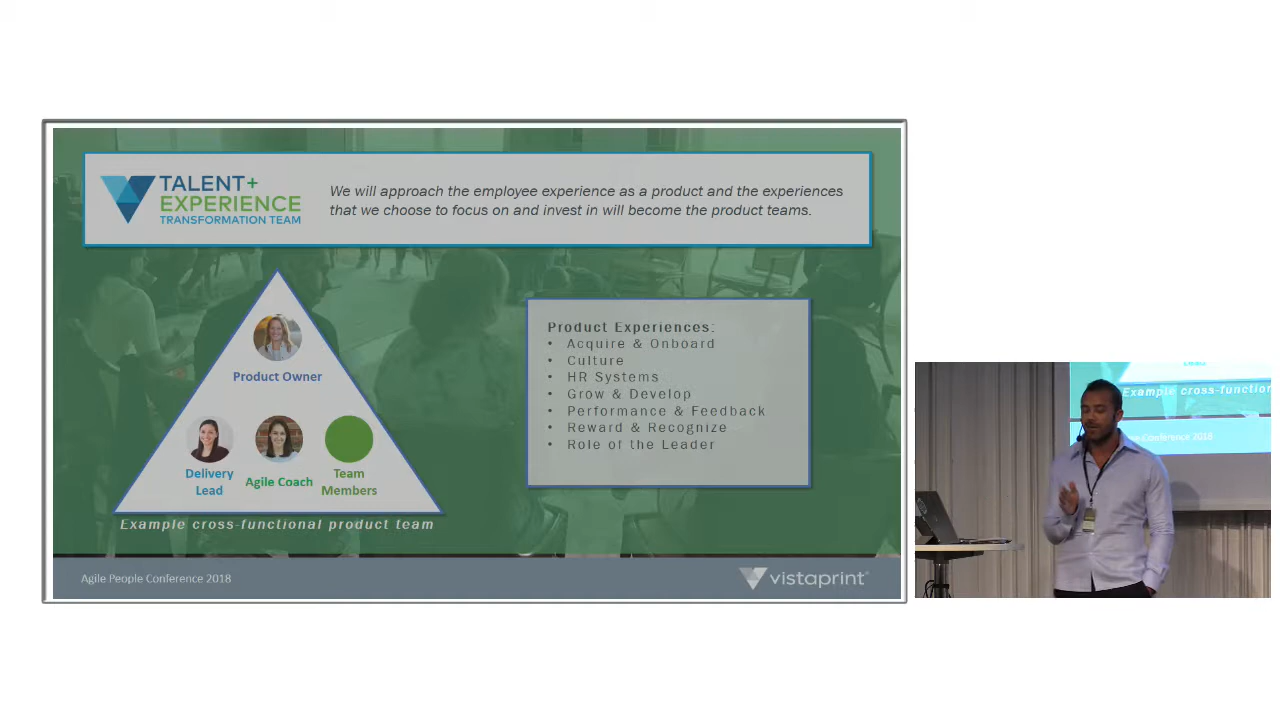 TALENT+
EXPERIENCE
TRANSFORMATION TEAM
We will approach the employee experience as a product and the experiences
that we choose to focus on and invest in will become the product teams.
Product Owner
Delivery
Lead
Agile Coach
Team
Members
Example cross-functional product team
Product Experiences:
• Acquire & Onboard
• Culture
• HR Systems
• Grow & Develop
• Performance & Feedback
• Reward & Recognize
• Role of the Leader
Agile People Conference 2018
vistaprint
Lead
Example cross-function
Conference 2018